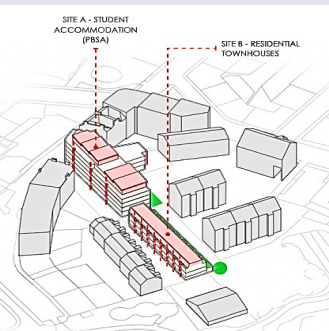 SITE A - STUDENT
ACCOMMODATION
(PBSA)
SITE B - RESIDENTIAL
TOWNHOUSES